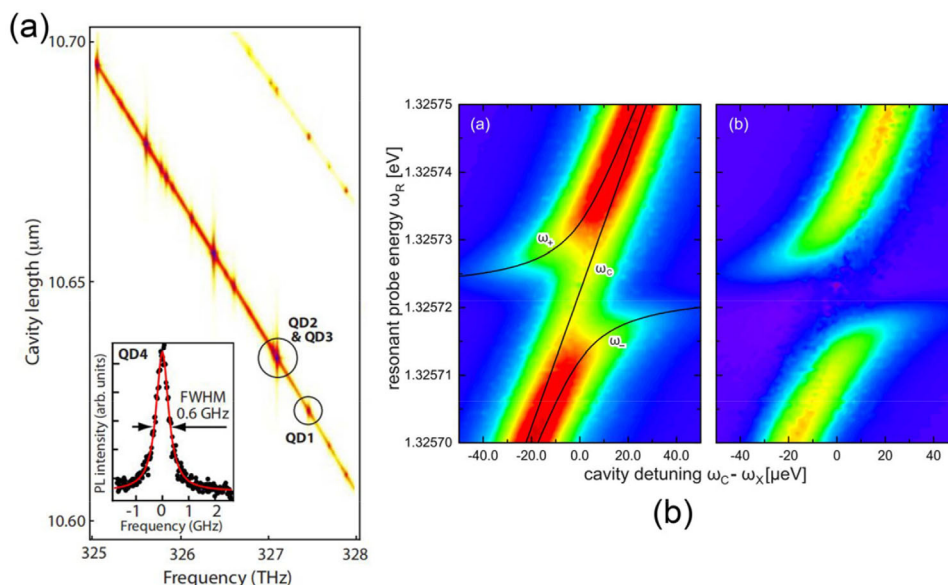 (a)
10.70
10.65
10.60
Cavity length (μm)
QD2
& QD3
QD1
QD4
FWHM
0.6 GHz
PL intensity (arb. units)
-1 0 1 2
Frequency (GHz)
325 326 327 328
Frequency (THz)
resonant probe energy ωR [eV]
1.32575
1.32574
1.32573
1.32572
1.32571
1.32570
(a)
ω+
ωC
ω-
-40.0 -20.0 0.0 20.0 40.0
(b)
-40 -20 0.0 20 40
cavity detuning ωC- ωX[μeV]
(b)